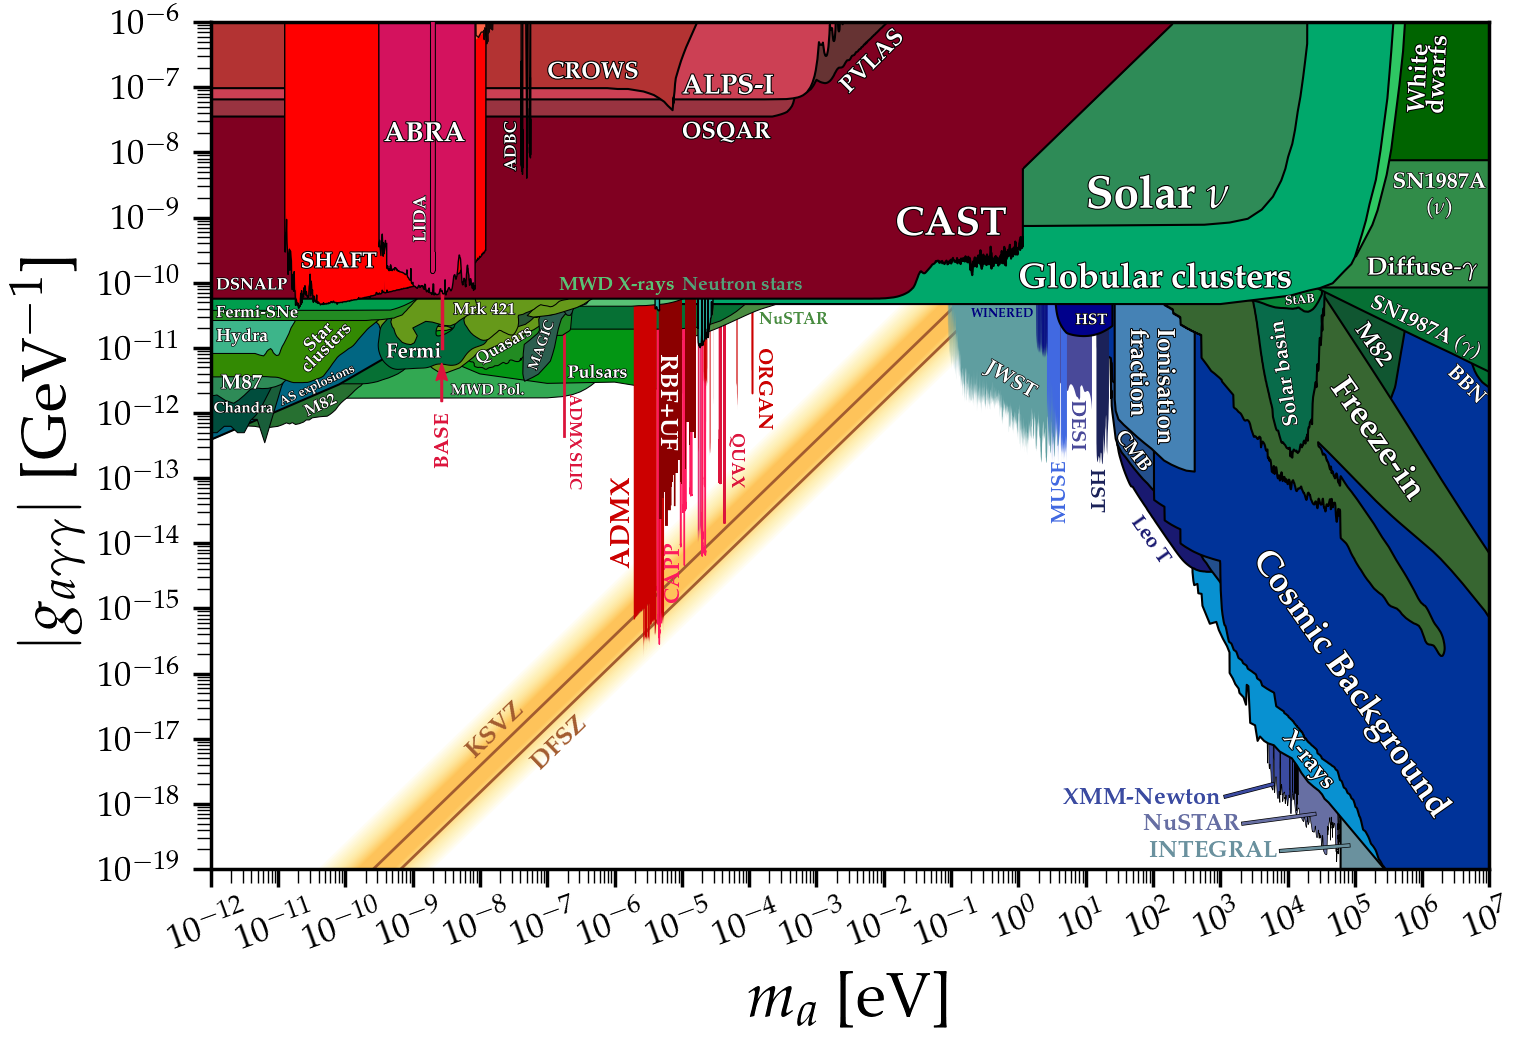 10⁻⁶
10⁻⁷
10⁻⁸
10⁻⁹
10⁻¹⁰
10⁻¹¹
10⁻¹²
10⁻¹³
10⁻¹⁴
10⁻¹⁵
10⁻¹⁶
10⁻¹⁷
10⁻¹⁸
10⁻¹⁹
|g_{aγγ}| [GeV⁻¹]
CROWS
ALPS-I
PVLAS
OSQAR
ABRA
ADBC
LIDA
SHAFT
DSNALP
CAST
Solar ν
Globular clusters
White
dwarfs
SN1987A
(ν)
Diffuse-γ
MWD X-rays
Neutron stars
Fermi-SNe
Hydra
Star
clusters
M87
Chandra
AS explosions
M82
Fermi
Mrk 421
Quasars
MAGIC
MWD Pol.
Pulsars
BASE
ADMX SLIC
RBF+UF
ADMX
CAPP
QUAX
ORGAN
NuSTAR
WINERED
JWST
MUSE
DESI
HST
HST
Ionisation
fraction
CMB
Leo T
StAB
Solar basin
SN1987A (γ)
M82
BBN
Freeze-in
Cosmic Background
X-rays
XMM-Newton
NuSTAR
INTEGRAL
KSVZ
DFSZ
10⁻¹²
10⁻¹¹
10⁻¹⁰
10⁻⁹
10⁻⁸
10⁻⁷
10⁻⁶
10⁻⁵
10⁻⁴
10⁻³
10⁻²
10⁻¹
10⁰
10¹
10²
10³
10⁴
10⁵
10⁶
10⁷
m_a [eV]